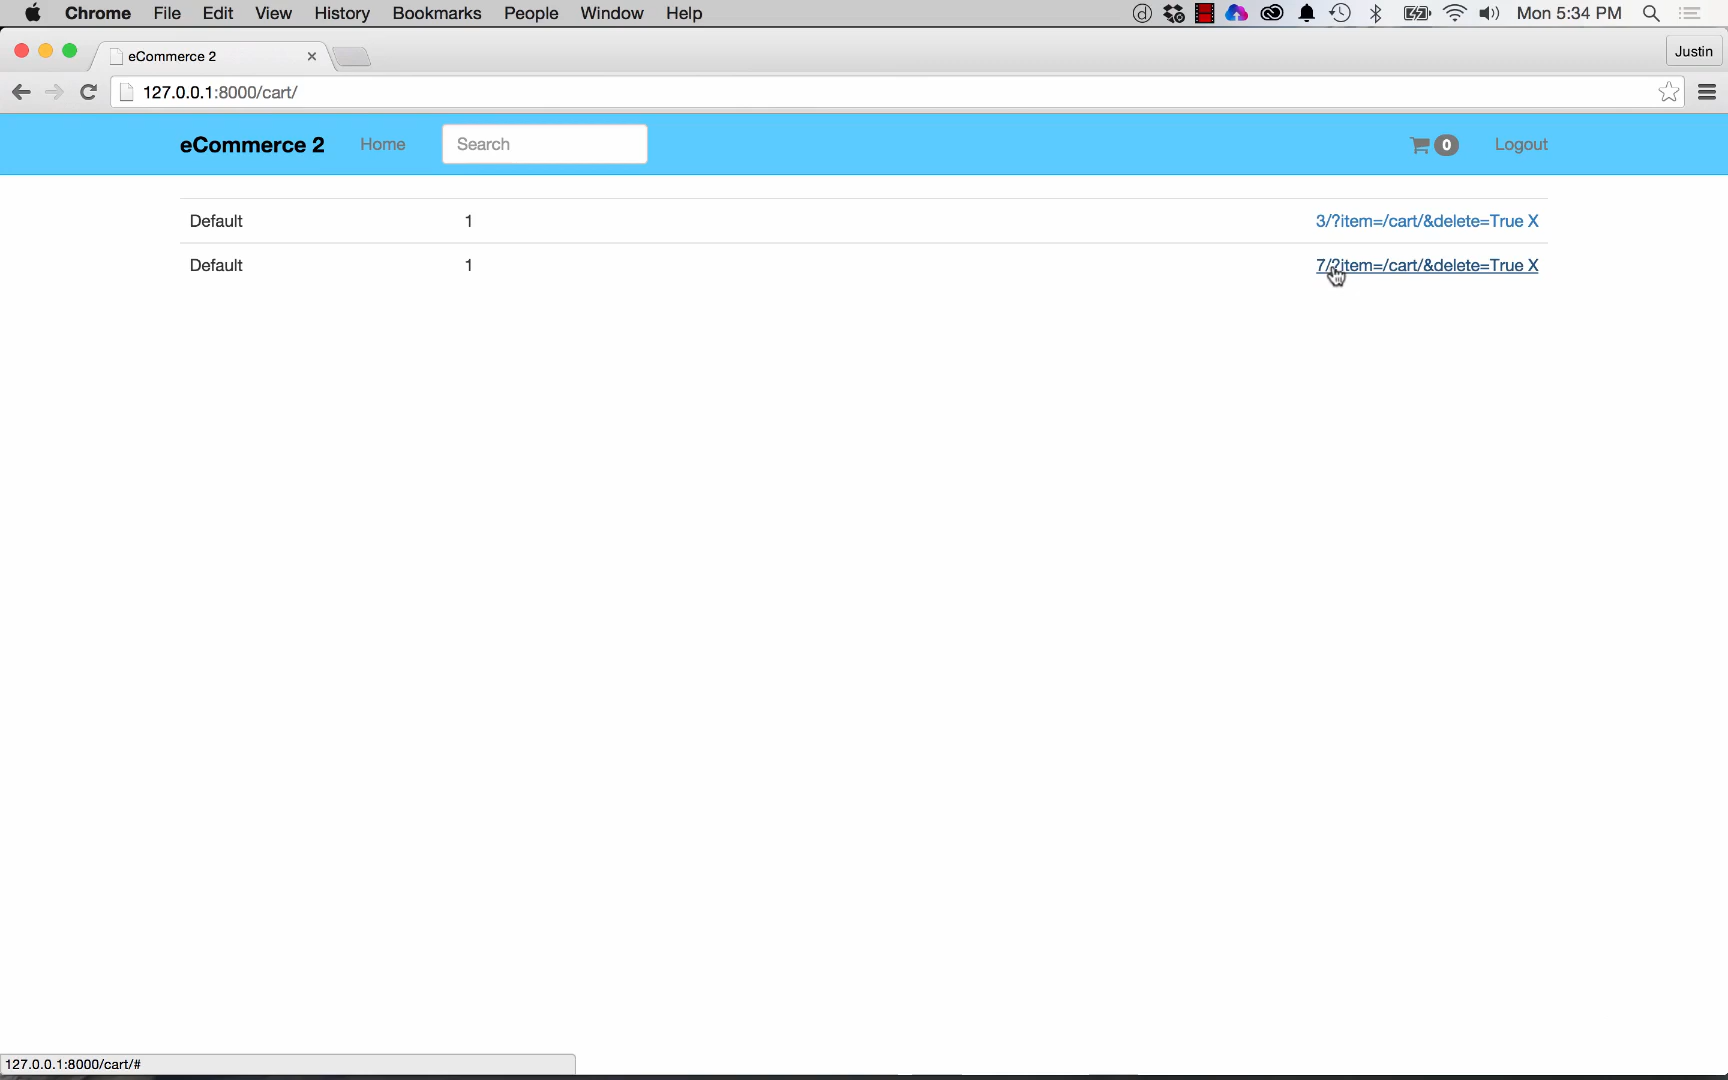 Chrome File Edit View History Bookmarks People Window Help Mon 5:34 PM
eCommerce 2 Justin
127.0.0.1:8000/cart/
eCommerce 2 Home Search 0 Logout
Default 1 3/?item=/cart/&delete=True X
Default 1 7/?item=/cart/&delete=True X
127.0.0.1:8000/cart/#